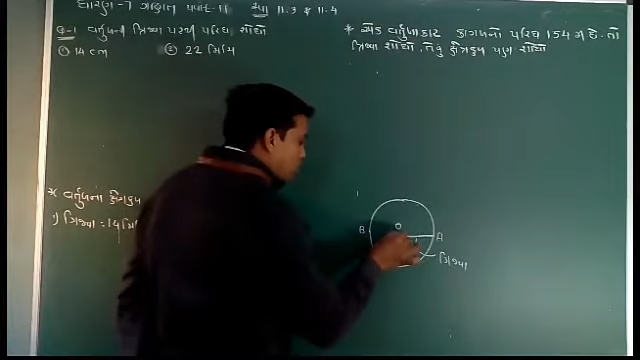 ધોરણ-7 ગણિત પાઠ-11 સ્વા 11.3 & 11.4
Q-1 વર્તુળની ત્રિજ્યા પરથી પરિઘ શોધો
① 14 cm ② 22 મિમિ
* એક વર્તુળાકાર કાગળનો પરિઘ 154 મી છે. તો
ત્રિજ્યા શોધો. તેનું ક્ષેત્રફળ પણ શોધો
* વર્તુળના ક્ષેત્રફળ
1) ત્રિજ્યા = 14 મિ
O
B
A
ત્રિજ્યા